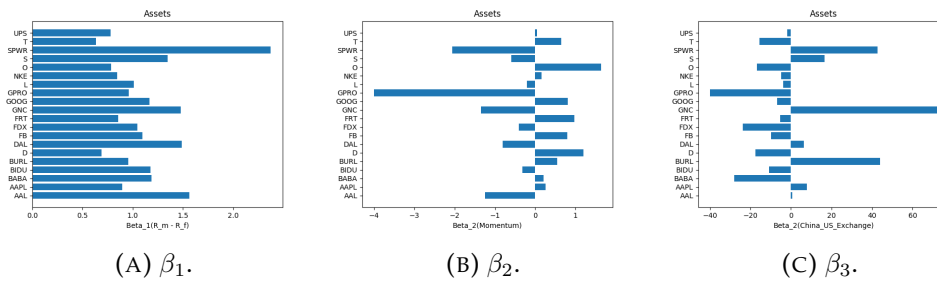 Assets
UPS
T
SPWR
S
O
NKE
L
GPRO
GOOG
GNC
FRT
FDX
FB
DAL
D
BURL
BIDU
BABA
AAPL
AAL
0.0 0.5 1.0 1.5 2.0
Beta_1(R_m - R_f)
(A) β₁.
Assets
UPS
T
SPWR
S
O
NKE
L
GPRO
GOOG
GNC
FRT
FDX
FB
DAL
D
BURL
BIDU
BABA
AAPL
AAL
−4 −3 −2 −1 0 1
Beta_2(Momentum)
(B) β₂.
Assets
UPS
T
SPWR
S
O
NKE
L
GPRO
GOOG
GNC
FRT
FDX
FB
DAL
D
BURL
BIDU
BABA
AAPL
AAL
−40 −20 0 20 40 60
Beta_2(China_US_Exchange)
(C) β₃.